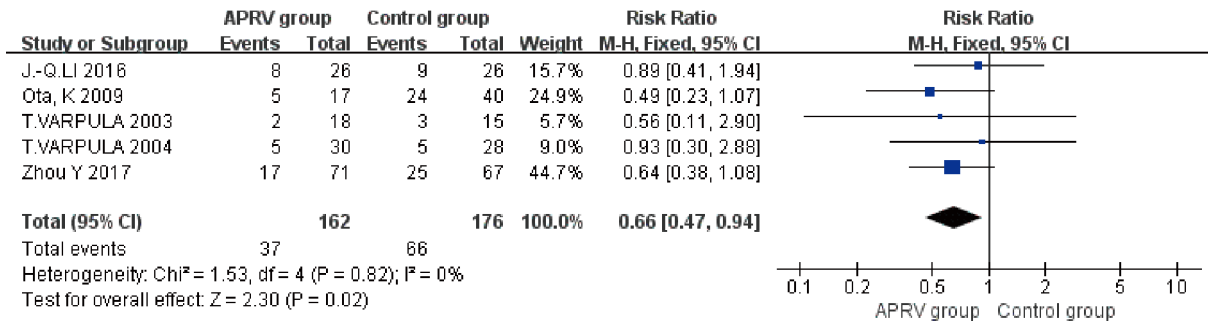 APRV group Control group Risk Ratio Risk Ratio
Study or Subgroup Events Total Events Total Weight M-H, Fixed, 95% CI M-H, Fixed, 95% CI
J.-Q.LI 2016 8 26 9 26 15.7% 0.89 [0.41, 1.94]
Ota, K 2009 5 17 24 40 24.9% 0.49 [0.23, 1.07]
T.VARPULA 2003 2 18 3 15 5.7% 0.56 [0.11, 2.90]
T.VARPULA 2004 5 30 5 28 9.0% 0.93 [0.30, 2.88]
Zhou Y 2017 17 71 25 67 44.7% 0.64 [0.38, 1.08]
Total (95% CI) 162 176 100.0% 0.66 [0.47, 0.94]
Total events 37 66
Heterogeneity: Chi² = 1.53, df = 4 (P = 0.82); I² = 0%
Test for overall effect: Z = 2.30 (P = 0.02)
0.1 0.2 0.5 1 2 5 10
APRV group Control group